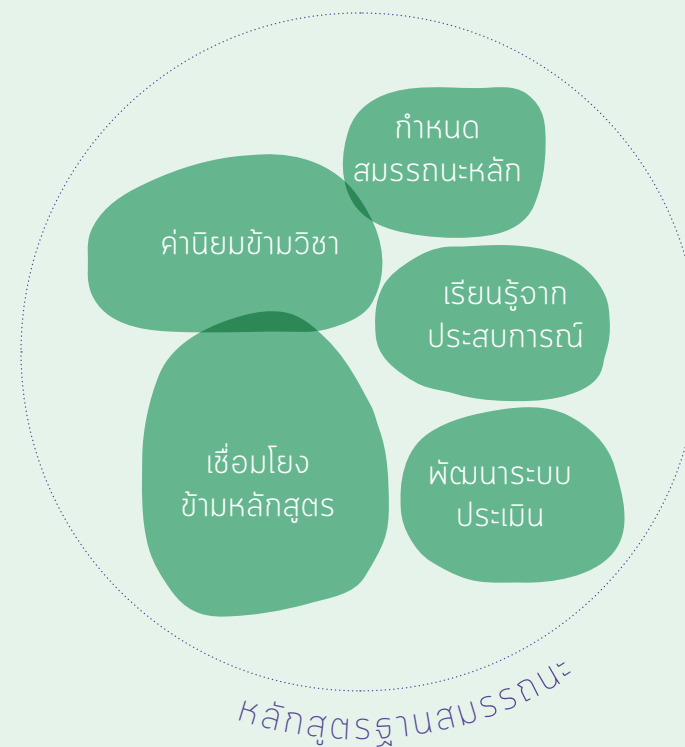 กำหนด
สมรรถนะหลัก
ค่านิยมข้ามวิชา
เรียนรู้จาก
ประสบการณ์
เชื่อมโยง
ข้ามหลักสูตร
พัฒนาระบบ
ประเมิน
หลักสูตรฐานสมรรถนะ